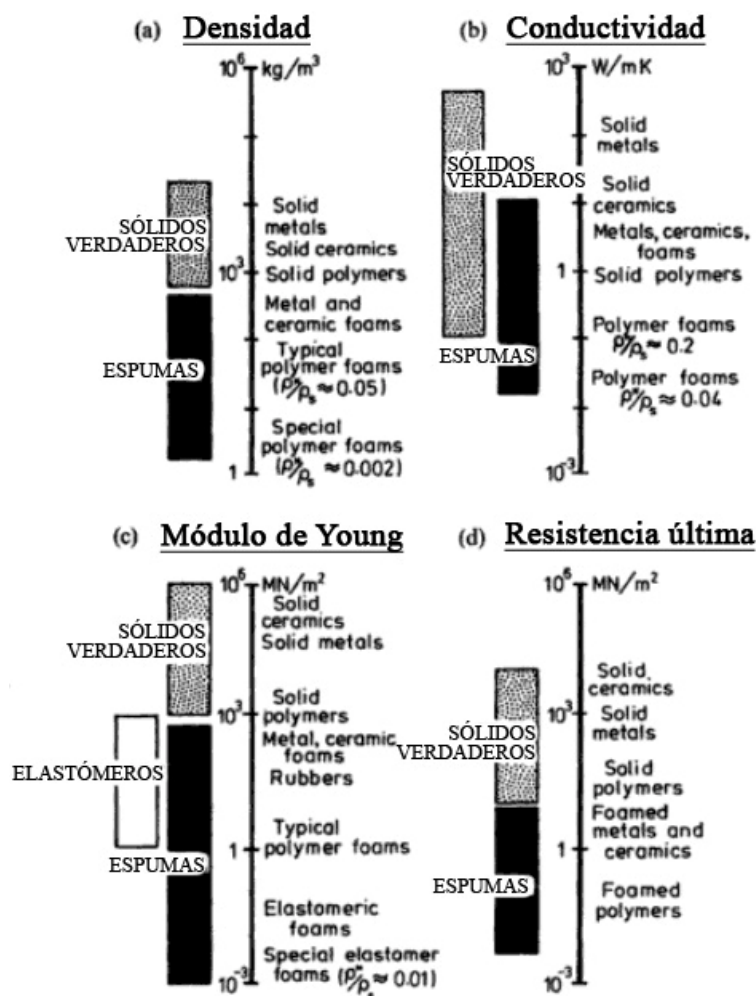 (a) Densidad
10⁶ kg/m³
SÓLIDOS
VERDADEROS
Solid
metals
Solid ceramics
10³
Solid polymers
Metal and
ceramic foams
ESPUMAS
Typical
polymer foams
(ρ*/ρₛ ≈ 0.05)
Special
polymer foams
(ρ*/ρₛ ≈ 0.002)
1
(b) Conductividad
10³ W/mK
Solid
metals
SÓLIDOS
VERDADEROS
Solid
ceramics
Metals, ceramics,
foams
1
Solid polymers
Polymer foams
ρ*/ρₛ ≈ 0.2
ESPUMAS
Polymer foams
ρ*/ρₛ ≈ 0.04
10⁻³
(c) Módulo de Young
10⁶ MN/m²
Solid
ceramics
Solid metals
SÓLIDOS
VERDADEROS
Solid
polymers
10³
Metal, ceramic
foams
Rubbers
ELASTÓMEROS
Typical
polymer foams
1
ESPUMAS
Elastomeric
foams
Special elastomer
foams (ρ*/ρₛ ≈ 0.01)
10⁻³
(d) Resistencia última
10⁶ MN/m²
Solid
ceramics
10³
Solid
metals
SÓLIDOS
VERDADEROS
Solid
polymers
Foamed
metals and
ceramics
1
ESPUMAS
Foamed
polymers
10⁻³